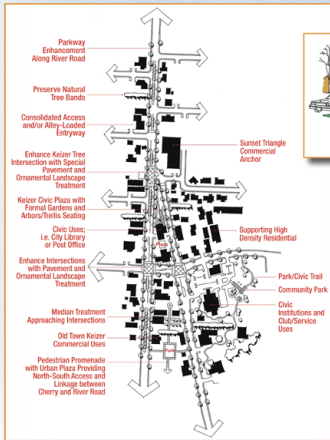 Parkway
Enhancement
Along River Road
Preserve Natural
Tree Bands
Consolidated Access
and/or Alley-Loaded
Entryway
Enhance Keizer Tree
Intersection with Special
Pavement and
Ornamental Landscape
Treatment
Keizer Civic Plaza with
Formal Gardens and
Arbors/Trellis Seating
Civic Uses;
i.e. City Library
or Post Office
Enhance Intersections
with Pavement and
Ornamental Landscape
Treatment
Median Treatment
Approaching Intersections
Old Town Keizer
Commercial Uses
Pedestrian Promenade
with Urban Plaza Providing
North-South Access and
Linkage between
Cherry and River Road
Plaza
Sunset Triangle
Commercial
Anchor
Supporting High
Density Residential
Park/Civic Trail
Community Park
Civic
Institutions and
Club/Service
Uses